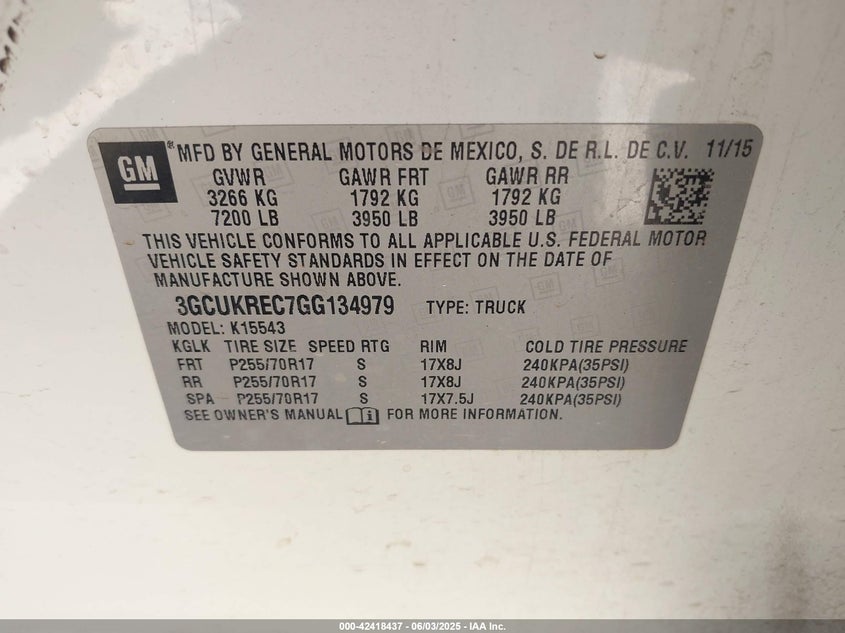 GM ® MFD BY GENERAL MOTORS DE MEXICO, S. DE R.L. DE C.V. 11/15
GVWR GAWR FRT GAWR RR
3266 KG 1792 KG 1792 KG
7200 LB 3950 LB 3950 LB
THIS VEHICLE CONFORMS TO ALL APPLICABLE U.S. FEDERAL MOTOR
VEHICLE SAFETY STANDARDS IN EFFECT ON THE DATE OF
MANUFACTURE SHOWN ABOVE.
3GCUKREC7GG134979 TYPE: TRUCK
MODEL: K15543
KGLK TIRE SIZE SPEED RTG RIM COLD TIRE PRESSURE
FRT P255/70R17 S 17X8J 240KPA(35PSI)
RR P255/70R17 S 17X8J 240KPA(35PSI)
SPA P255/70R17 S 17X7.5J 240KPA(35PSI)
SEE OWNER'S MANUAL i FOR MORE INFORMATION.
000-42418437 - 06/03/2025 - IAA Inc.